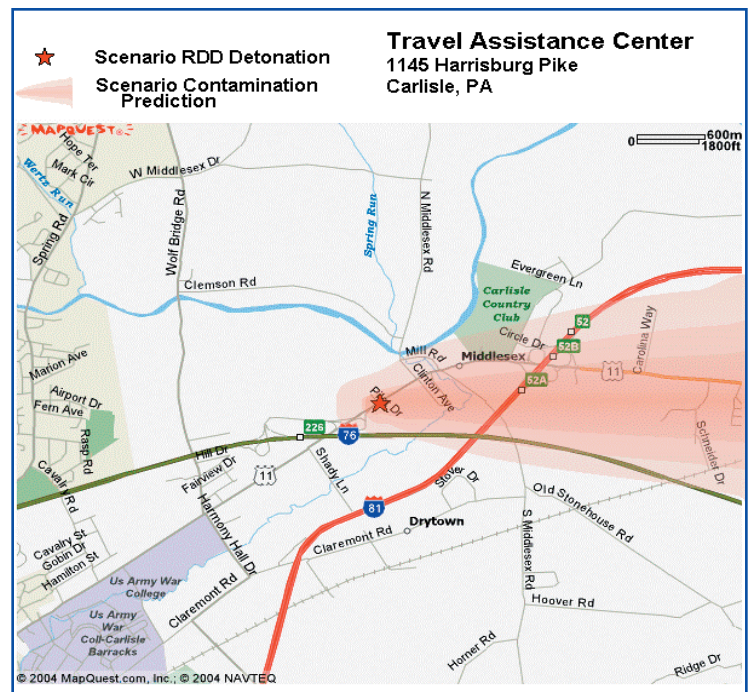 Scenario RDD Detonation
Scenario Contamination
Prediction
Travel Assistance Center
1145 Harrisburg Pike
Carlisle, PA
MAPQUEST
600m
0
1800ft
Hope Ter
Mark Cir
Wertz Run
Spring Rd
W Middlesex Dr
Wolf Bridge Rd
Spring Run
N Middlesex Rd
Clemson Rd
Evergreen Ln
Carlisle
Country
Club
Circle Dr
52
52B
Carolina Way
Mill Rd
Middlesex
11
52A
Clinton Ave
Pike Dr
Marion Ave
Airport Dr
Fern Ave
Rasp Rd
226
76
Hill Dr
Fairview Dr
11
Shady Ln
Schneider Dr
Cavalry Rd
Harmony Hall Dr
81
Stover Dr
Old Stonehouse Rd
Drytown
Claremont Rd
S Middlesex Rd
Cavalry St
Gobin Dr
Hamilton St
Us Army War
College
Claremont Rd
Us Army
War
Coll-Carlisle
Barracks
Hoover Rd
Horner Rd
Ridge Dr
© 2004 MapQuest.com, Inc.; © 2004 NAVTEQ